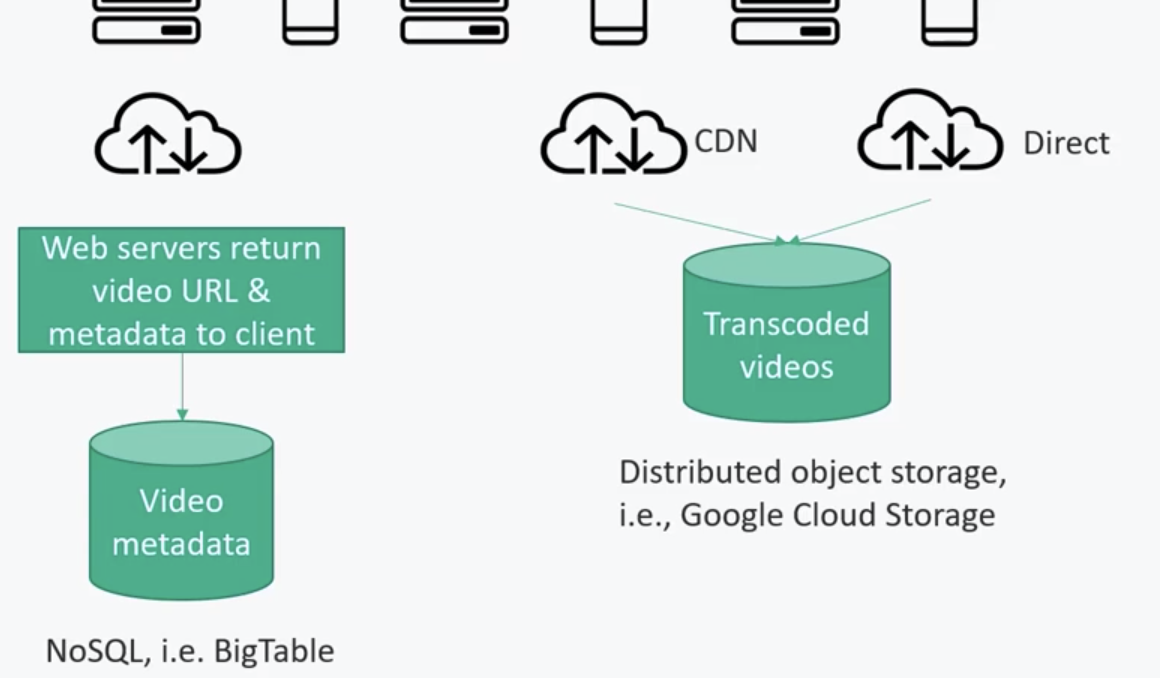 CDN
Direct
Web servers return
video URL &
metadata to client
Transcoded
videos
Distributed object storage,
i.e., Google Cloud Storage
Video
metadata
NoSQL, i.e. BigTable